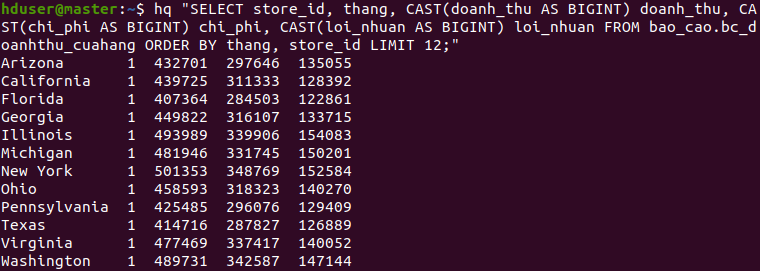 hduser@master:~$ hq "SELECT store_id, thang, CAST(doanh_thu AS BIGINT) doanh_thu, CA
ST(chi_phi AS BIGINT) chi_phi, CAST(loi_nhuan AS BIGINT) loi_nhuan FROM bao_cao.bc_d
oanhthu_cuahang ORDER BY thang, store_id LIMIT 12;"
Arizona 1 432701 297646 135055
California 1 439725 311333 128392
Florida 1 407364 284503 122861
Georgia 1 449822 316107 133715
Illinois 1 493989 339906 154083
Michigan 1 481946 331745 150201
New York 1 501353 348769 152584
Ohio 1 458593 318323 140270
Pennsylvania 1 425485 296076 129409
Texas 1 414716 287827 126889
Virginia 1 477469 337417 140052
Washington 1 489731 342587 147144